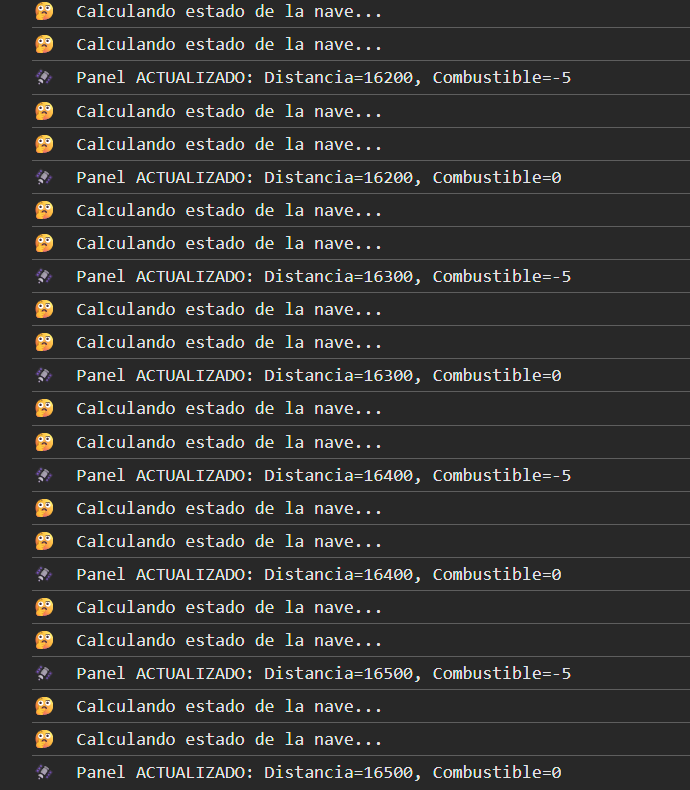 🤔 Calculando estado de la nave...
🤔 Calculando estado de la nave...
🛰️ Panel ACTUALIZADO: Distancia=16200, Combustible=-5
🤔 Calculando estado de la nave...
🤔 Calculando estado de la nave...
🛰️ Panel ACTUALIZADO: Distancia=16200, Combustible=0
🤔 Calculando estado de la nave...
🤔 Calculando estado de la nave...
🛰️ Panel ACTUALIZADO: Distancia=16300, Combustible=-5
🤔 Calculando estado de la nave...
🤔 Calculando estado de la nave...
🛰️ Panel ACTUALIZADO: Distancia=16300, Combustible=0
🤔 Calculando estado de la nave...
🤔 Calculando estado de la nave...
🛰️ Panel ACTUALIZADO: Distancia=16400, Combustible=-5
🤔 Calculando estado de la nave...
🤔 Calculando estado de la nave...
🛰️ Panel ACTUALIZADO: Distancia=16400, Combustible=0
🤔 Calculando estado de la nave...
🤔 Calculando estado de la nave...
🛰️ Panel ACTUALIZADO: Distancia=16500, Combustible=-5
🤔 Calculando estado de la nave...
🤔 Calculando estado de la nave...
🛰️ Panel ACTUALIZADO: Distancia=16500, Combustible=0